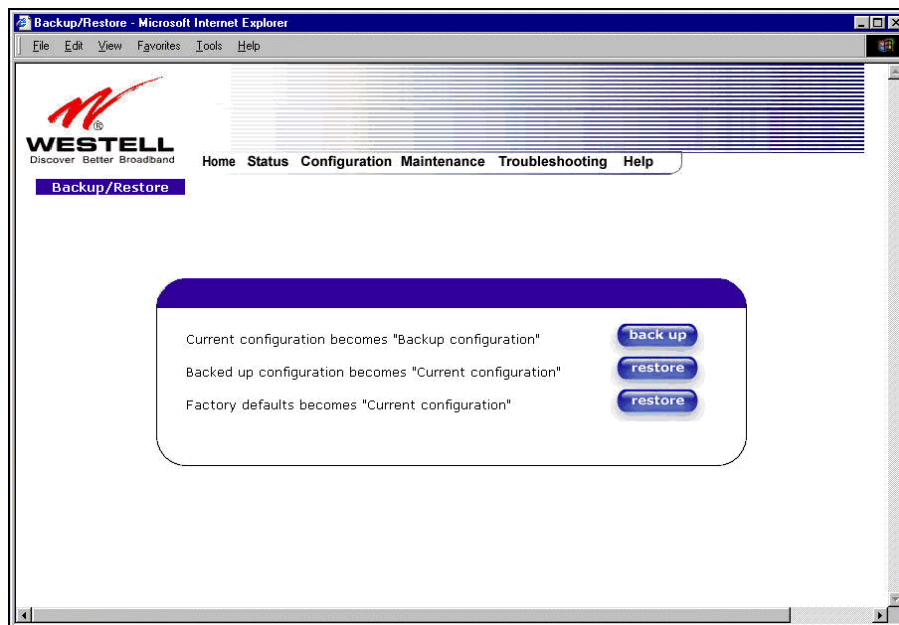 Backup/Restore - Microsoft Internet Explorer
File Edit View Favorites Tools Help
WESTELL
Discover Better Broadband
Home Status Configuration Maintenance Troubleshooting Help
Backup/Restore
Current configuration becomes "Backup configuration" back up
Backed up configuration becomes "Current configuration" restore
Factory defaults becomes "Current configuration" restore